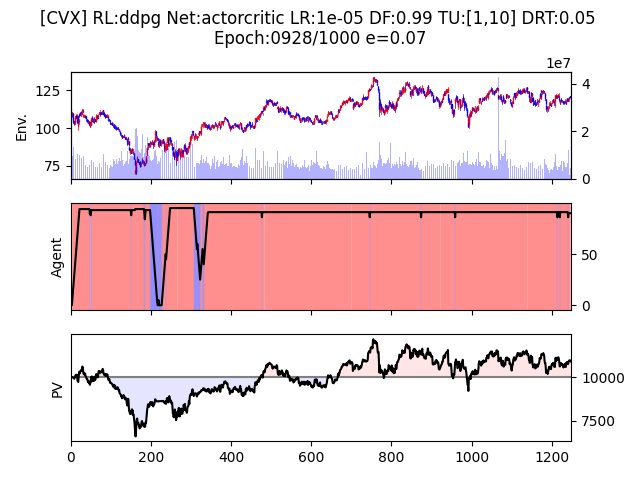 [CVX] RL:ddpg Net:actorcritic LR:1e-05 DF:0.99 TU:[1,10] DRT:0.05
Epoch:0928/1000 e=0.07
1e7
Env.
125
100
75
4
2
0
Agent
50
0
PV
10000
7500
0 200 400 600 800 1000 1200